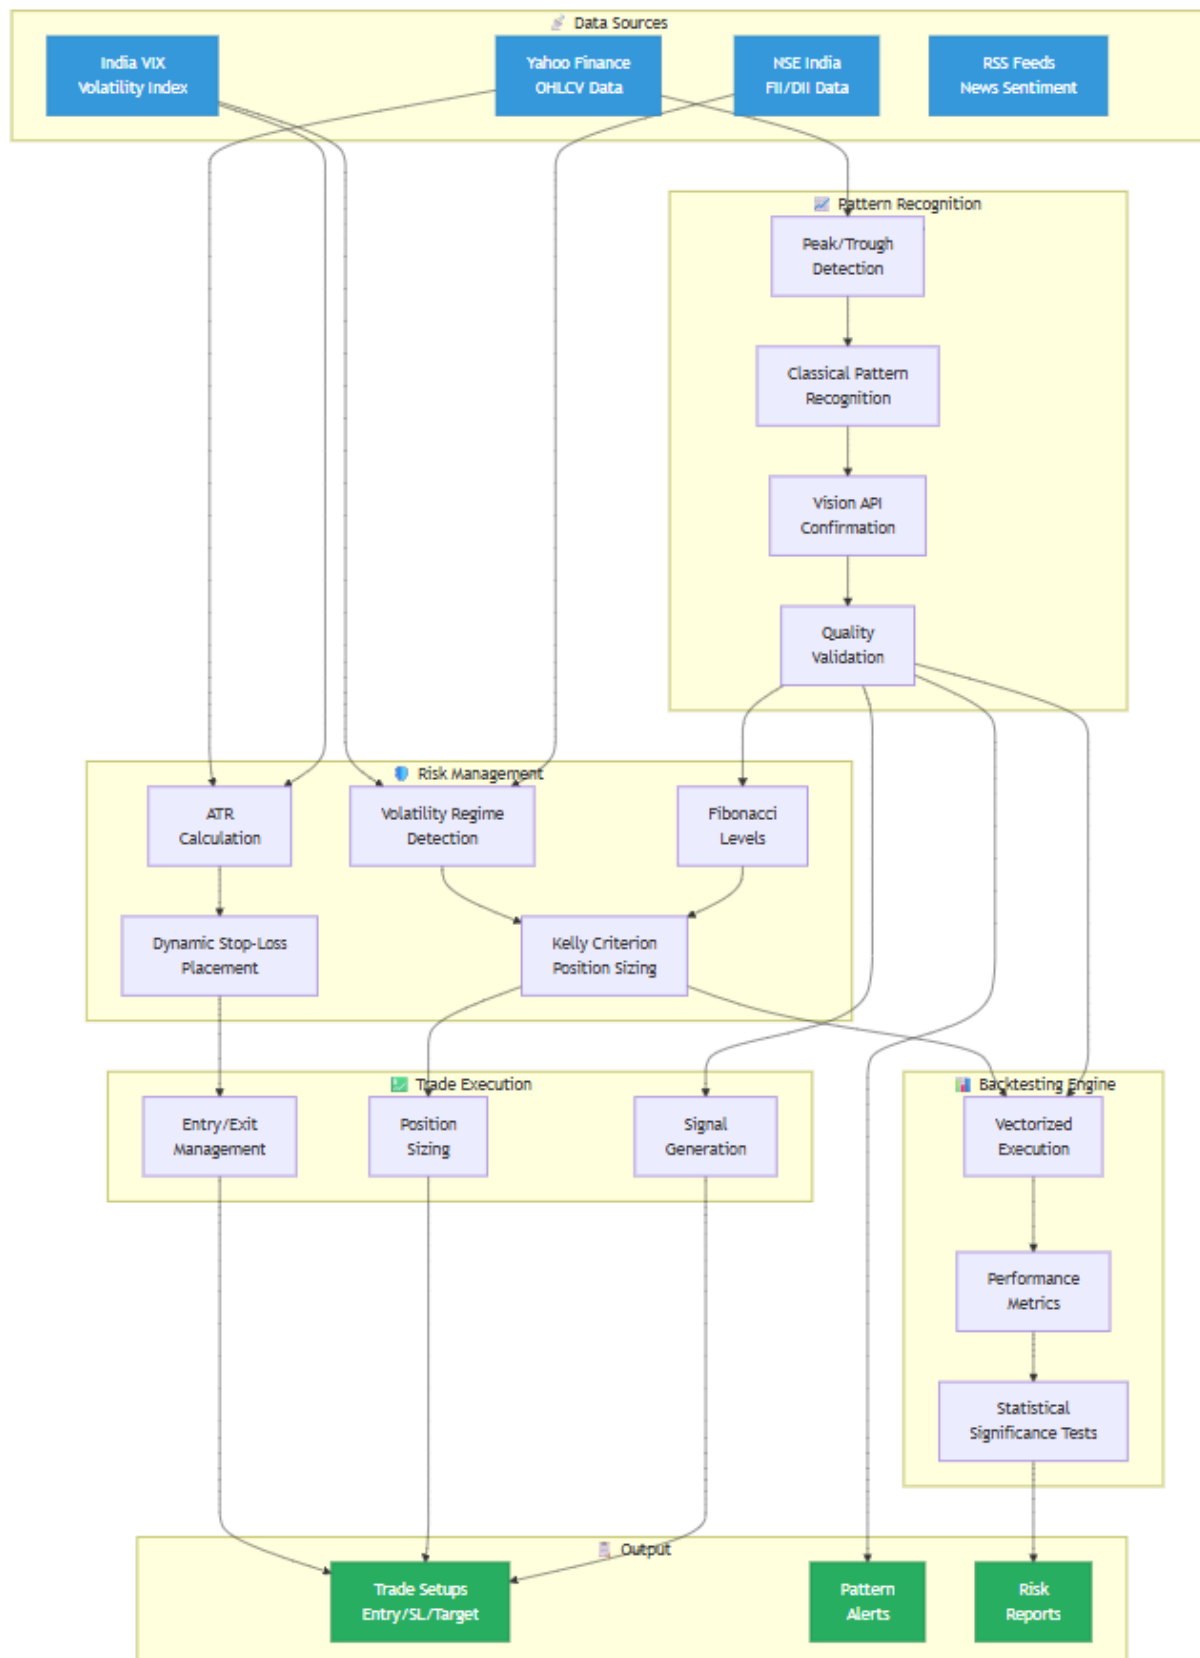 Data Sources
India VIX
Volatility Index
Yahoo Finance
OHLCV Data
NSE India
FII/DII Data
RSS Feeds
News Sentiment
Pattern Recognition
Peak/Trough
Detection
Classical Pattern
Recognition
Vision API
Confirmation
Quality
Validation
Risk Management
ATR
Calculation
Volatility Regime
Detection
Fibonacci
Levels
Dynamic Stop-Loss
Placement
Kelly Criterion
Position Sizing
Trade Execution
Entry/Exit
Management
Position
Sizing
Signal
Generation
Backtesting Engine
Vectorized
Execution
Performance
Metrics
Statistical
Significance Tests
Output
Trade Setups
Entry/SL/Target
Pattern
Alerts
Risk
Reports